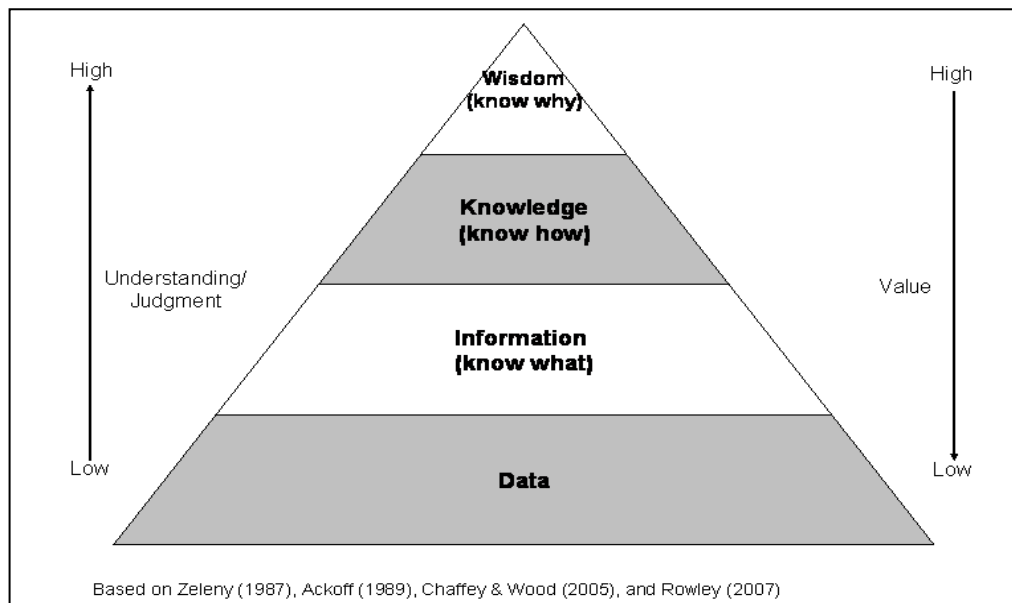 High
High
Wisdom
(know why)
Knowledge
(know how)
Understanding/
Judgment
Value
Information
(know what)
Low
Low
Data
Based on Zeleny (1987), Ackoff (1989), Chaffey & Wood (2005), and Rowley (2007)